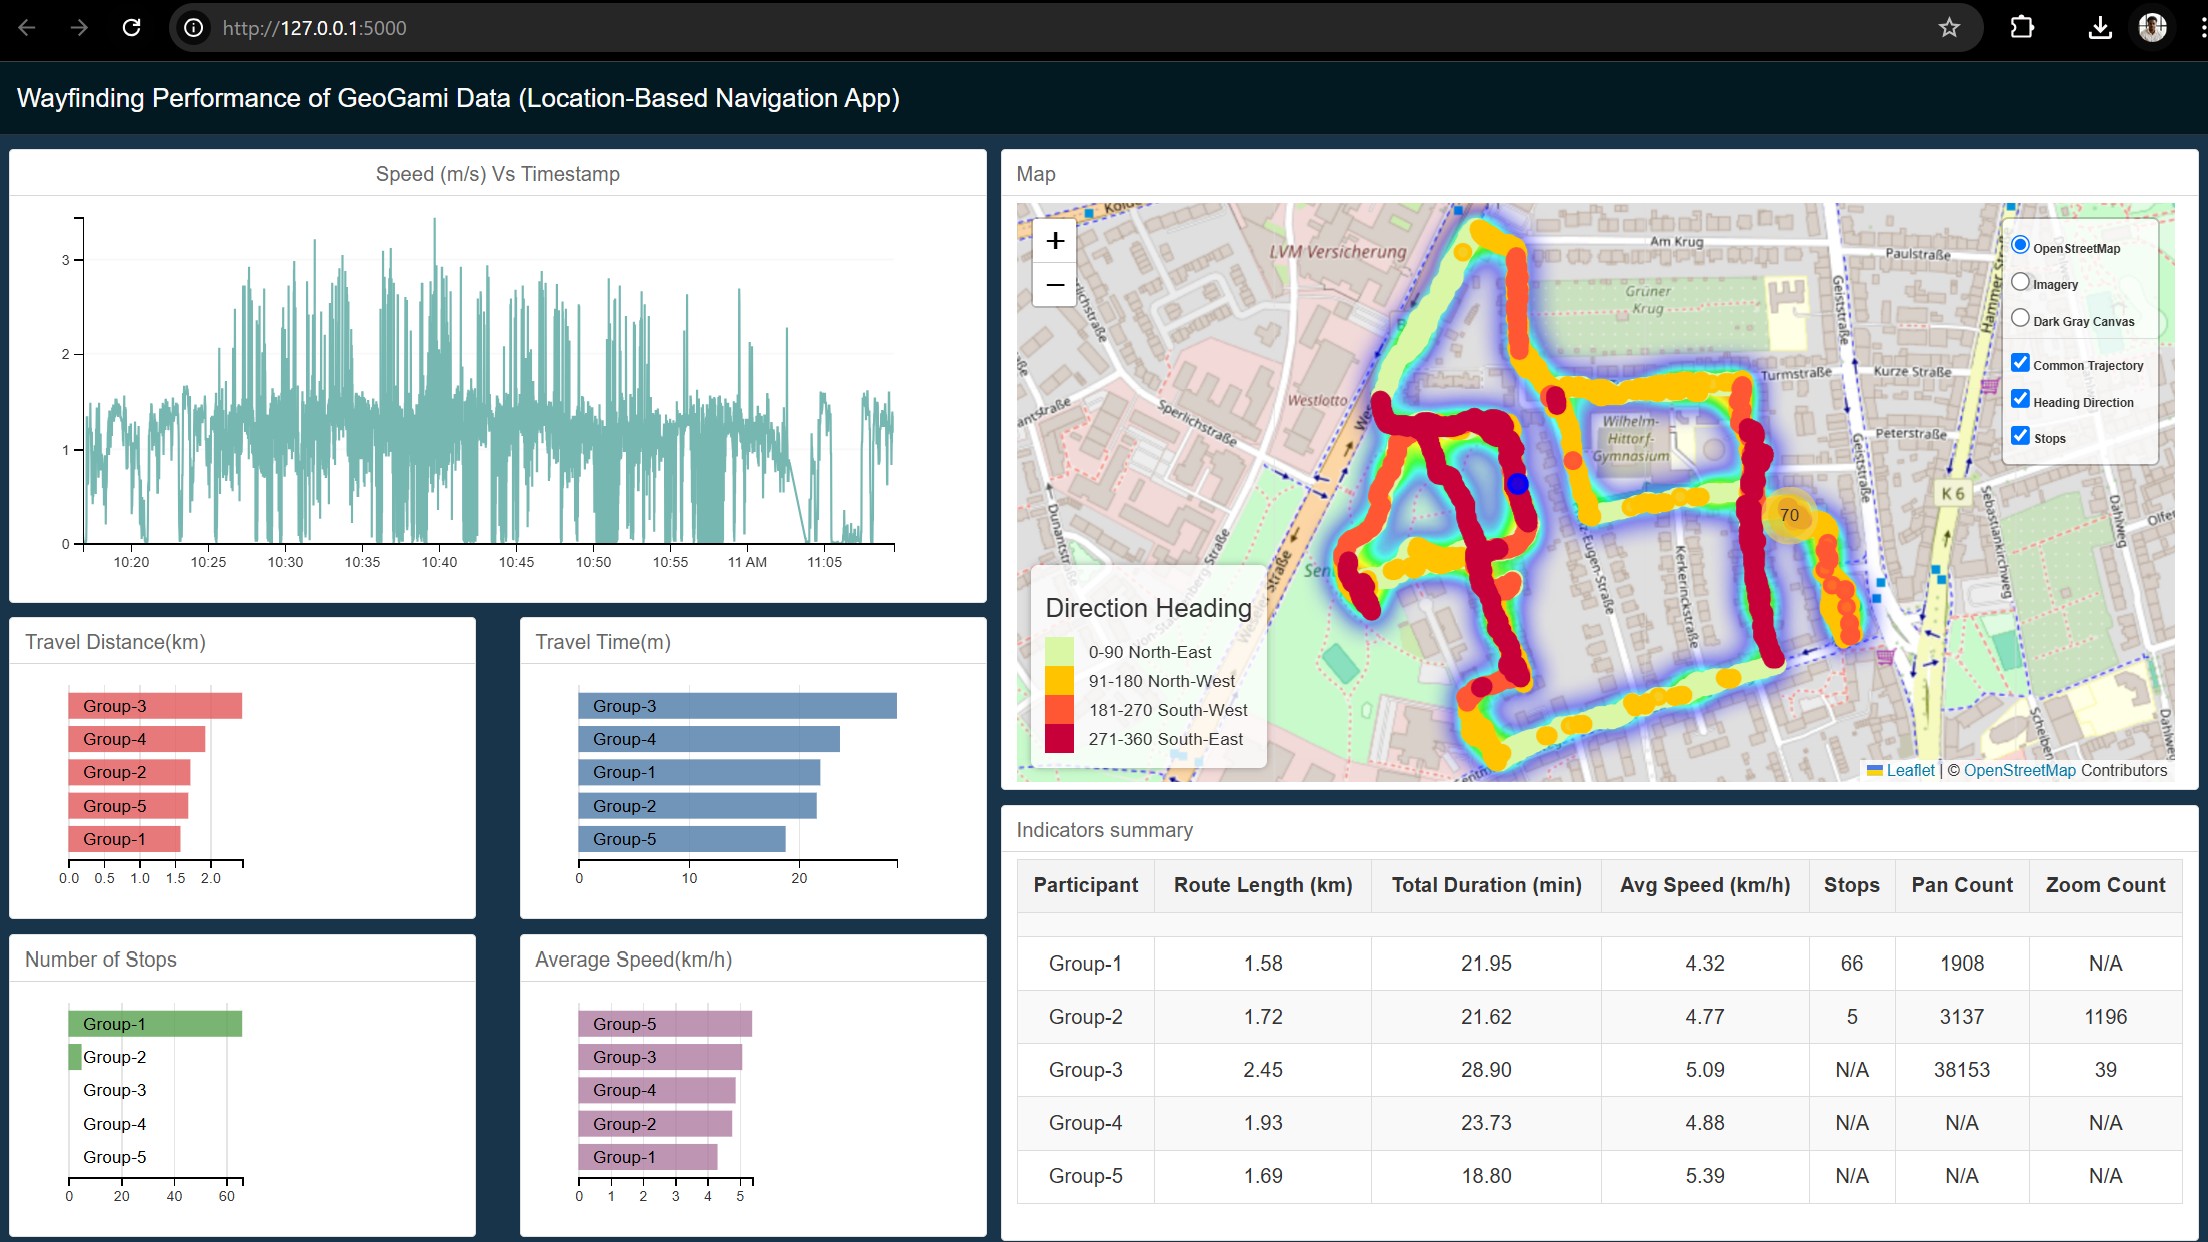 http://127.0.0.1:5000
Wayfinding Performance of GeoGami Data (Location-Based Navigation App)
Speed (m/s) Vs Timestamp
3
2
1
0
10:20 10:25 10:30 10:35 10:40 10:45 10:50 10:55 11 AM 11:05
Travel Distance(km)
Group-3
Group-4
Group-2
Group-5
Group-1
0.0 0.5 1.0 1.5 2.0
Travel Time(m)
Group-3
Group-4
Group-1
Group-2
Group-5
0 10 20
Number of Stops
Group-1
Group-2
Group-3
Group-4
Group-5
0 20 40 60
Average Speed(km/h)
Group-5
Group-3
Group-4
Group-2
Group-1
0 1 2 3 4 5
Map
+
−
LVM Versicherung
Am Krug
Paulstraße
Grüner
Krug
Geiststraße
Turmstraße
Kurze Straße
Westlotto
Sperlichstraße
Wilhelm-
Hittorf-
Gymnasium
Peterstraße
Geiststraße
K 6
70
Sebastiankirchweg
Dahlweg
Dunantstraße
Kerkerinckstraße
Dahlweg
OpenStreetMap
Imagery
Dark Gray Canvas
Common Trajectory
Heading Direction
Stops
Direction Heading
0-90 North-East
91-180 North-West
181-270 South-West
271-360 South-East
Leaflet | © OpenStreetMap Contributors
Indicators summary
Participant Route Length (km) Total Duration (min) Avg Speed (km/h) Stops Pan Count Zoom Count
Group-1 1.58 21.95 4.32 66 1908 N/A
Group-2 1.72 21.62 4.77 5 3137 1196
Group-3 2.45 28.90 5.09 N/A 38153 39
Group-4 1.93 23.73 4.88 N/A N/A N/A
Group-5 1.69 18.80 5.39 N/A N/A N/A